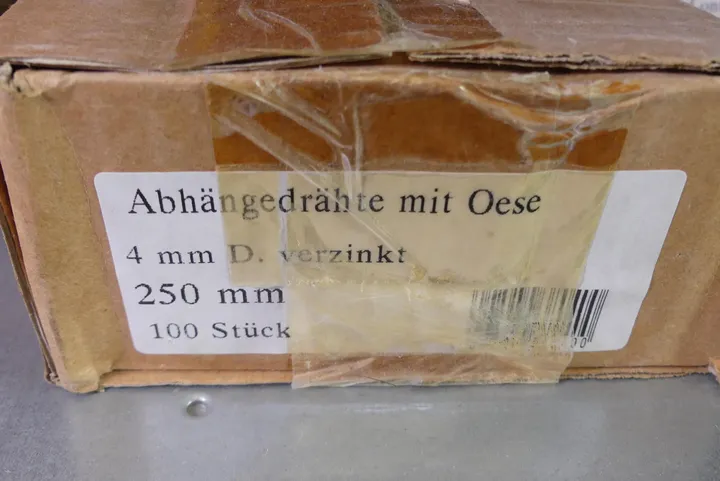 Abhängedrähte mit Oese
4 mm D. verzinkt
250 mm
100 Stück